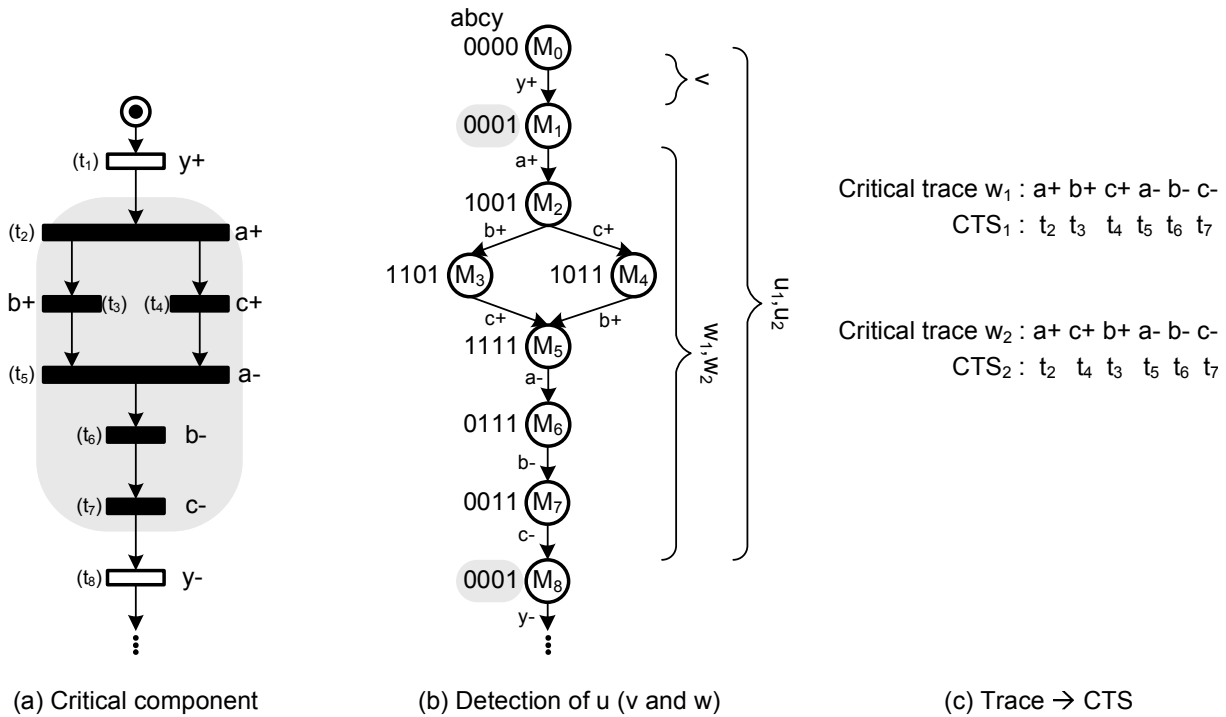 (t₁) y+
(t₂) a+
b+ (t₃) (t₄) c+
(t₅) a-
(t₆) b-
(t₇) c-
(t₈) y-
(a) Critical component
abcy
0000 M₀
y+
0001 M₁
a+
1001 M₂
b+ c+
1101 M₃ 1011 M₄
c+ b+
1111 M₅
a-
0111 M₆
b-
0011 M₇
c-
0001 M₈
y-
v
w₁,w₂
u₁,u₂
(b) Detection of u (v and w)
Critical trace w₁ : a+ b+ c+ a- b- c-
CTS₁ : t₂ t₃ t₄ t₅ t₆ t₇
Critical trace w₂ : a+ c+ b+ a- b- c-
CTS₂ : t₂ t₄ t₃ t₅ t₆ t₇
(c) Trace → CTS